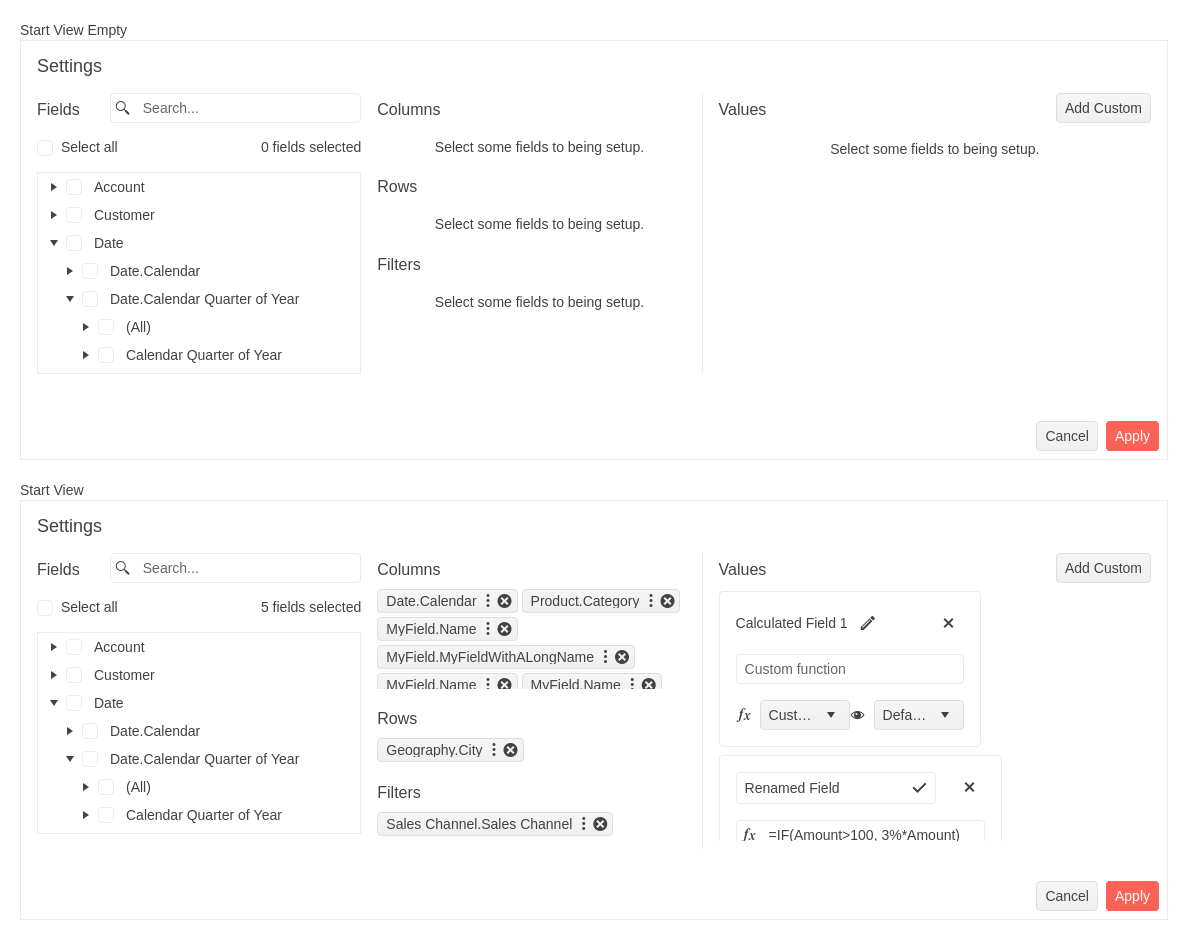 Start View Empty
Settings
Fields
Search...
Select all
0 fields selected
Account
Customer
Date
Date.Calendar
Date.Calendar Quarter of Year
(All)
Calendar Quarter of Year
Columns
Select some fields to being setup.
Rows
Select some fields to being setup.
Filters
Select some fields to being setup.
Values
Add Custom
Select some fields to being setup.
Cancel
Apply
Start View
Settings
Fields
Search...
Select all
5 fields selected
Account
Customer
Date
Date.Calendar
Date.Calendar Quarter of Year
(All)
Calendar Quarter of Year
Columns
Date.Calendar
Product.Category
MyField.Name
MyField.MyFieldWithALongName
MyField.Name
MyField.Name
Rows
Geography.City
Filters
Sales Channel.Sales Channel
Values
Add Custom
Calculated Field 1
Custom function
fx
Cust...
Defa...
Renamed Field
fx =IF(Amount>100, 3%*Amount)
Cancel
Apply